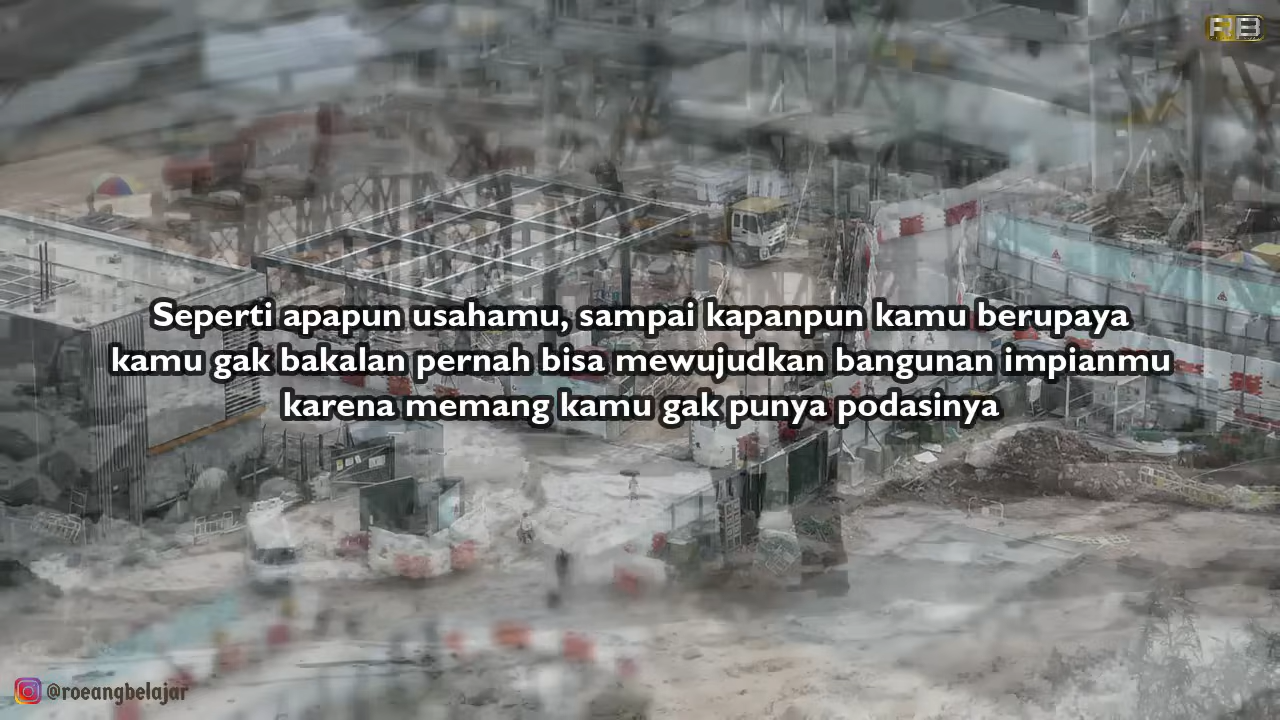 RB
Seperti apapun usahamu, sampai kapanpun kamu berupaya
kamu gak bakalan pernah bisa mewujudkan bangunan impianmu
karena memang kamu gak punya podasinya
@roeangbelajar